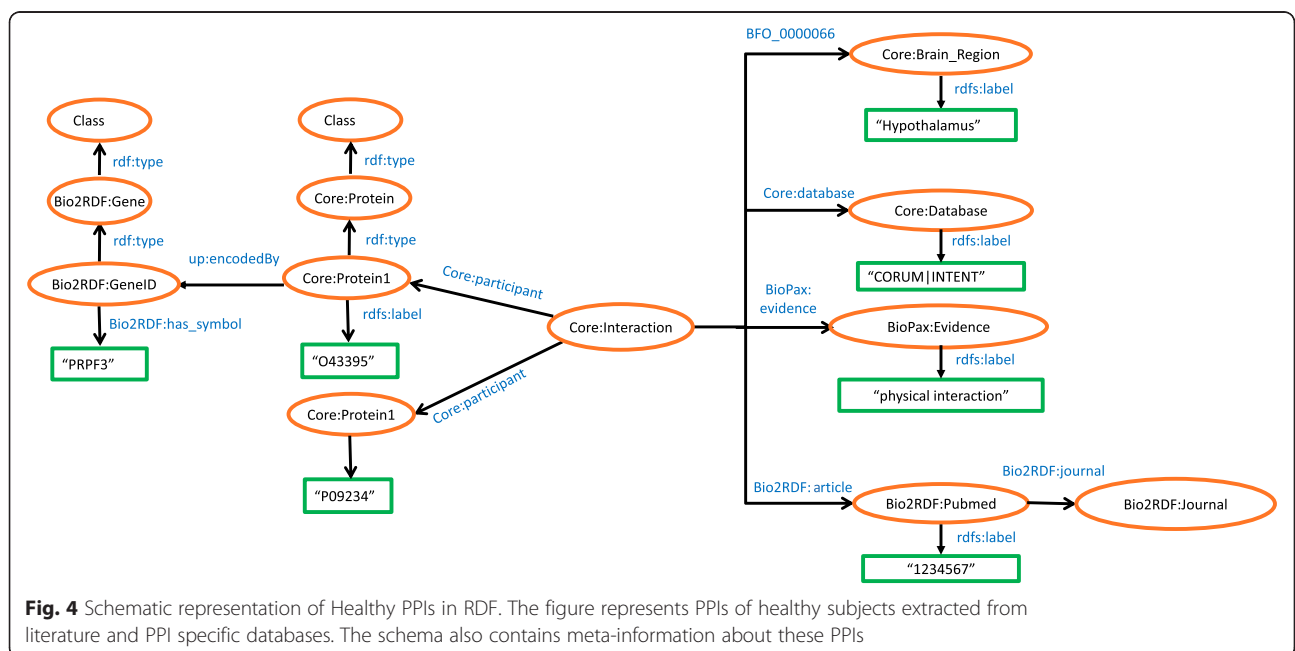 BFO_0000066
Core:Brain_Region
rdfs:label
“Hypothalamus”
Class
Class
rdf:type
rdf:type
Bio2RDF:Gene
Core:Protein
Core:database
Core:Database
rdfs:label
“CORUM|INTENT”
rdf:type
rdf:type
up:encodedBy
Bio2RDF:GeneID
Core:Protein1
Core:participant
Bio2RDF:has_symbol
rdfs:label
“PRPF3”
“O43395”
Core:Interaction
BioPax:
evidence
BioPax:Evidence
rdfs:label
“physical interaction”
Core:participant
Core:Protein1
“P09234”
Bio2RDF: article
Bio2RDF:Pubmed
Bio2RDF:journal
Bio2RDF:Journal
rdfs:label
“1234567”
Fig. 4 Schematic representation of Healthy PPIs in RDF. The figure represents PPIs of healthy subjects extracted from
literature and PPI specific databases. The schema also contains meta-information about these PPIs